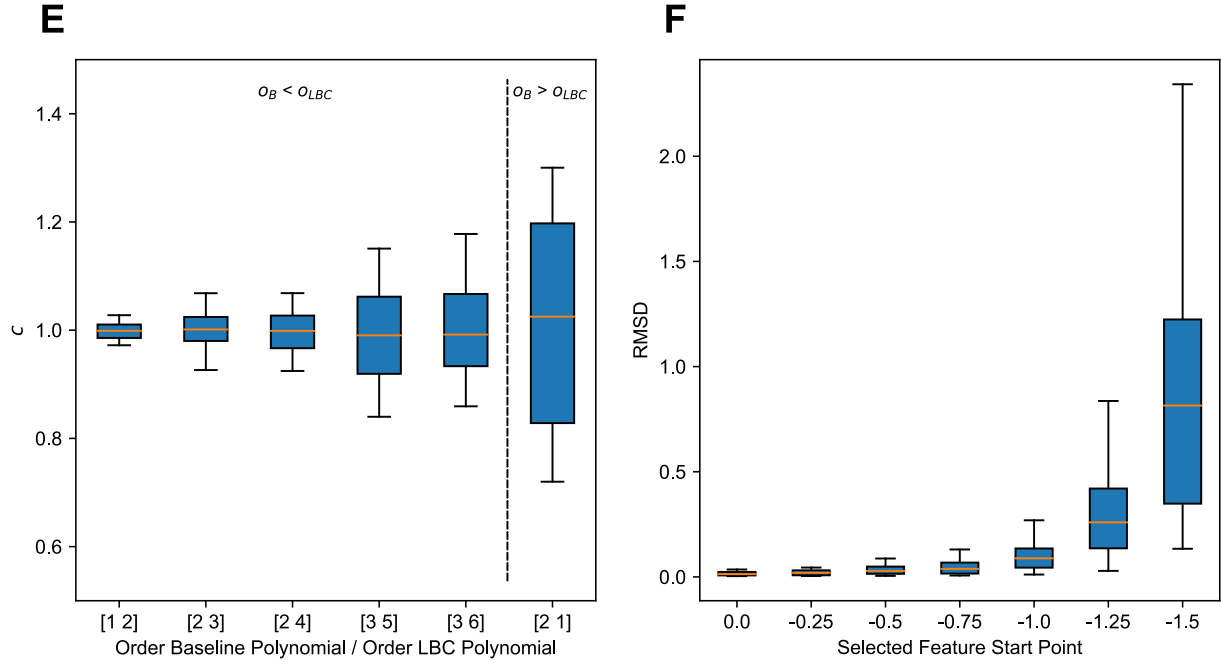 E
o_B < o_LBC
o_B > o_LBC
1.4
1.2
1.0
0.8
0.6
c
[1 2] [2 3] [2 4] [3 5] [3 6] [2 1]
Order Baseline Polynomial / Order LBC Polynomial
F
2.0
1.5
1.0
0.5
0.0
RMSD
0.0 -0.25 -0.5 -0.75 -1.0 -1.25 -1.5
Selected Feature Start Point